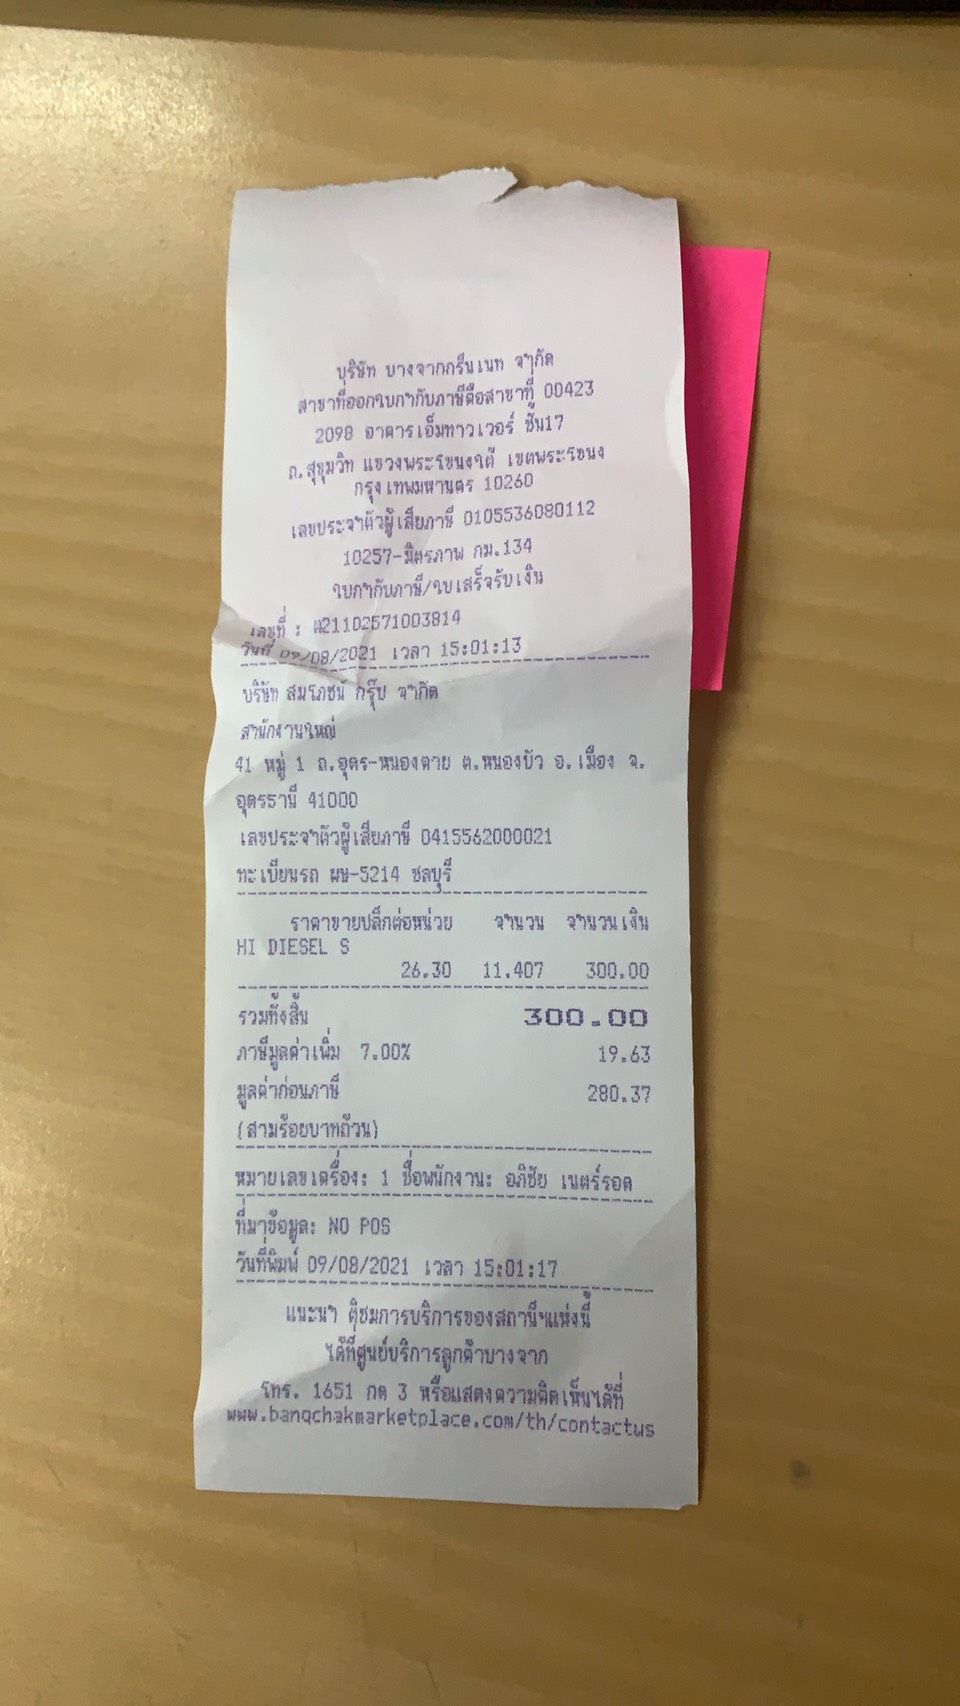 บริษัท บางจากกรีนเนท จำกัด
สาขาที่ออกใบกำกับภาษีคือสาขาที่ 00423
2098 อาคารเอ็มทาวเวอร์ ชั้น17
ถ.สุขุมวิท แขวงพระโขนงใต้ เขตพระโขนง
กรุงเทพมหานคร 10260
เลขประจำตัวผู้เสียภาษี 0105536080112
10257-มิตรภาพ กม.134
ใบกำกับภาษี/ใบเสร็จรับเงิน
เลขที่ : W21102571003814
วันที่ 09/08/2021 เวลา 15:01:13
บริษัท สมโภชน์ กรุ๊ป จำกัด
สำนักงานใหญ่
41 หมู่ 1 ถ.อุดร-หนองตาย ต.หนองบัว อ.เมือง จ.
อุดรธานี 41000
เลขประจำตัวผู้เสียภาษี 0415562000021
ทะเบียนรถ ผษ-5214 ชลบุรี
ราคาขายปลีกต่อหน่วย จำนวน จำนวนเงิน
HI DIESEL S
26.30 11.407 300.00
รวมทั้งสิ้น 300.00
ภาษีมูลค่าเพิ่ม 7.00% 19.63
มูลค่าก่อนภาษี 280.37
(สามร้อยบาทถ้วน)
หมายเลขเครื่อง: 1 ชื่อพนักงาน: อภิชัย เนตร์รอด
ที่มาข้อมูล: NO POS
วันที่พิมพ์ 09/08/2021 เวลา 15:01:17
แนะนำ ติชมการบริการของสถานีฯแห่งนี้
ได้ที่ศูนย์บริการลูกค้าบางจาก
โทร. 1651 กด 3 หรือแสดงความคิดเห็นได้ที่
www.bangchakmarketplace.com/th/contactus